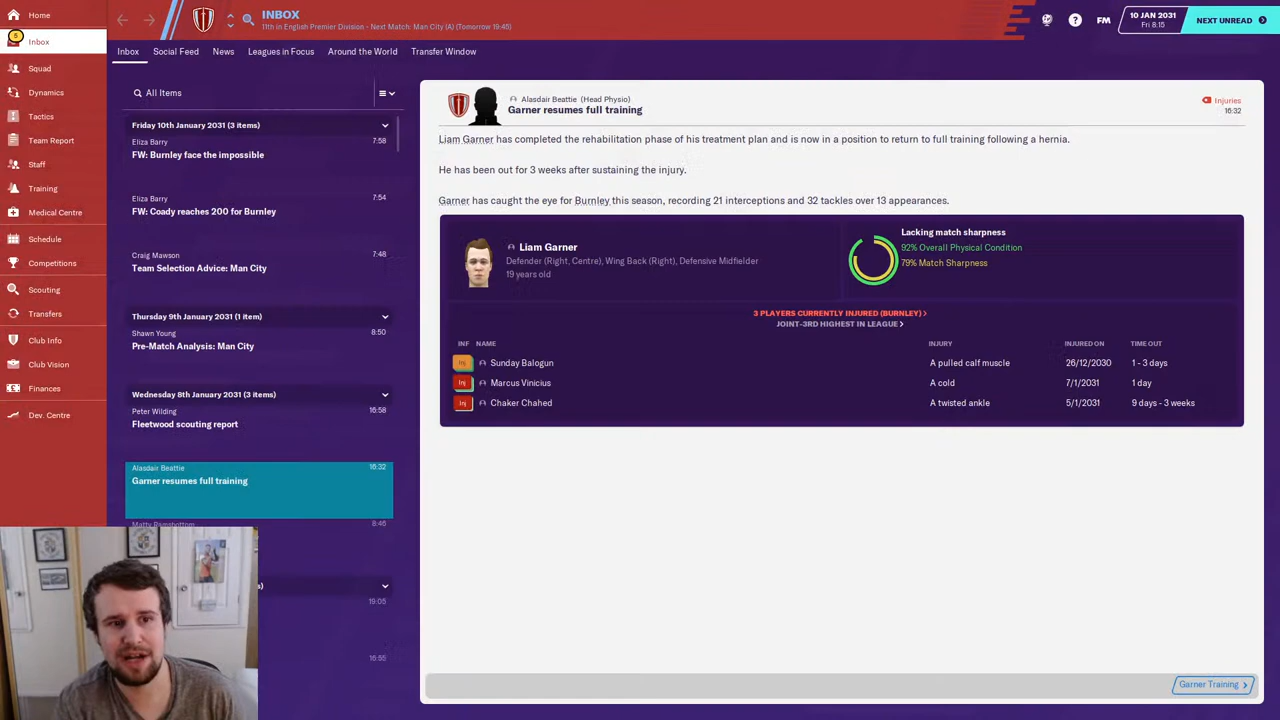 Home
5
Inbox
Squad
Dynamics
Tactics
Team Report
Staff
Training
Medical Centre
Schedule
Competitions
Scouting
Transfers
Club Info
Club Vision
Finances
Dev. Centre
INBOX
11th in English Premier Division - Next Match: Man City (A) (Tomorrow 19:45)
FM
10 JAN 2031
Fri 8:15
NEXT UNREAD
Inbox
Social Feed
News
Leagues in Focus
Around the World
Transfer Window
All Items
Friday 10th January 2031 (3 items)
Eliza Barry
7:58
FW: Burnley face the impossible
Eliza Barry
7:54
FW: Coady reaches 200 for Burnley
Craig Mawson
7:48
Team Selection Advice: Man City
Thursday 9th January 2031 (1 item)
Shawn Young
8:50
Pre-Match Analysis: Man City
Wednesday 8th January 2031 (3 items)
Peter Wilding
16:58
Fleetwood scouting report
Alasdair Beattie
16:32
Garner resumes full training
8:46
19:05
16:55
Alasdair Beattie (Head Physio)
Garner resumes full training
Injuries
16:32
Liam Garner has completed the rehabilitation phase of his treatment plan and is now in a position to return to full training following a hernia.
He has been out for 3 weeks after sustaining the injury.
Garner has caught the eye for Burnley this season, recording 21 interceptions and 32 tackles over 13 appearances.
Liam Garner
Defender (Right, Centre), Wing Back (Right), Defensive Midfielder
19 years old
Lacking match sharpness
92% Overall Physical Condition
79% Match Sharpness
3 PLAYERS CURRENTLY INJURED (BURNLEY)
JOINT-3RD HIGHEST IN LEAGUE
INF NAME INJURY INJURED ON TIME OUT
Inj Sunday Balogun A pulled calf muscle 26/12/2030 1 - 3 days
Inj Marcus Vinicius A cold 7/1/2031 1 day
Inj Chaker Chahed A twisted ankle 5/1/2031 9 days - 3 weeks
Garner Training